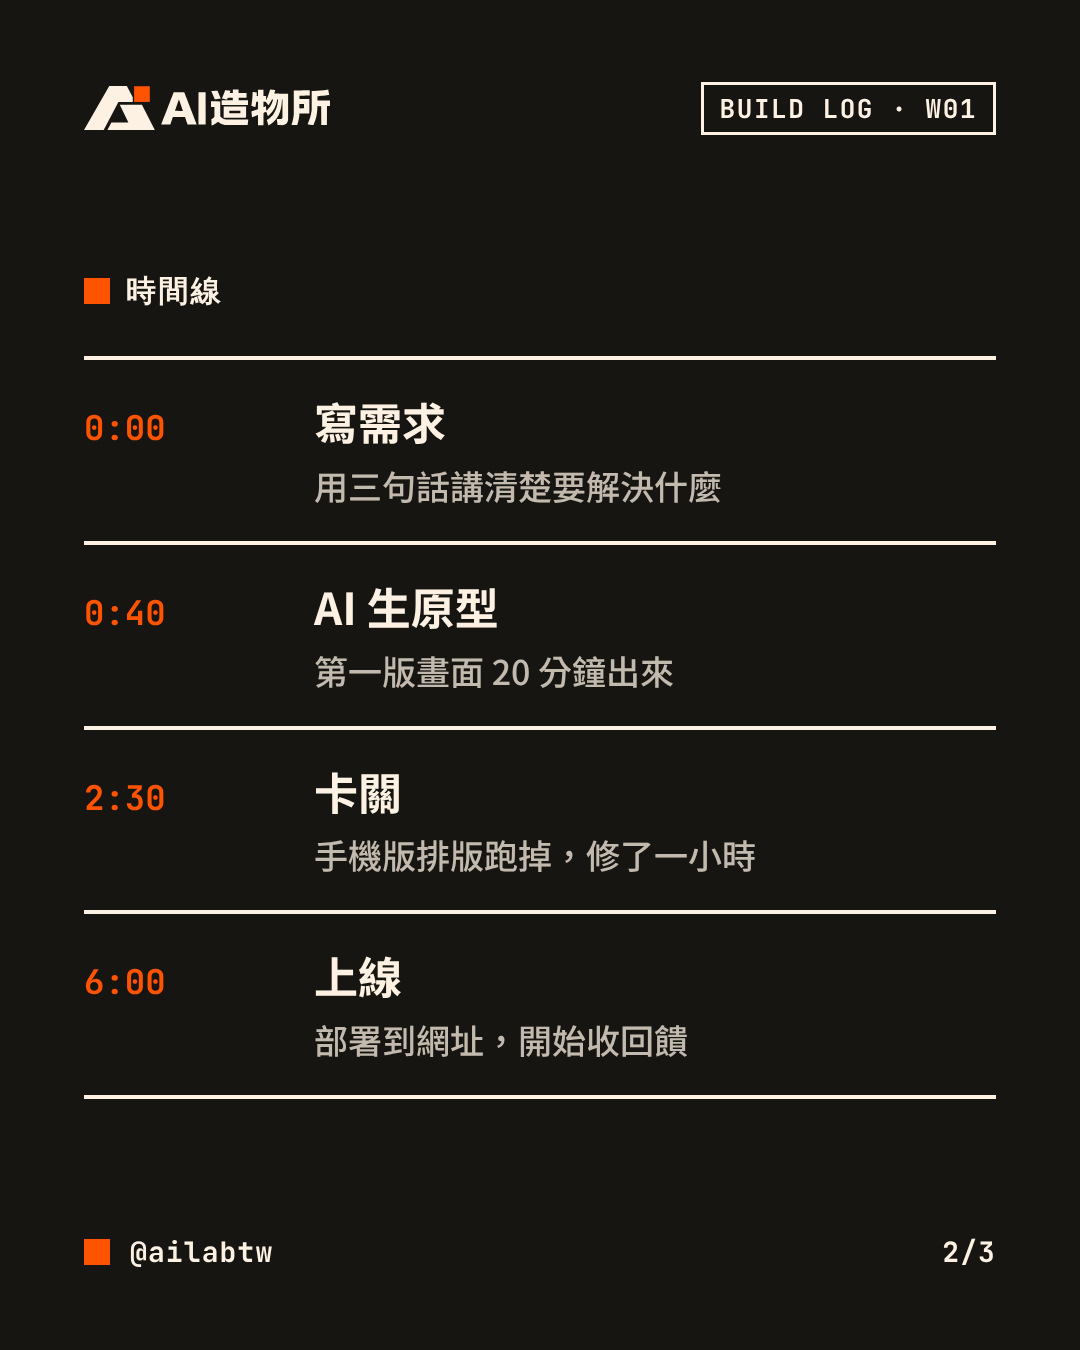 AI造物所
BUILD LOG · W01
時間線
0:00
寫需求
用三句話講清楚要解決什麼
0:40
AI 生原型
第一版畫面 20 分鐘出來
2:30
卡關
手機版排版跑掉，修了一小時
6:00
上線
部署到網址，開始收回饋
@ailabtw
2/3